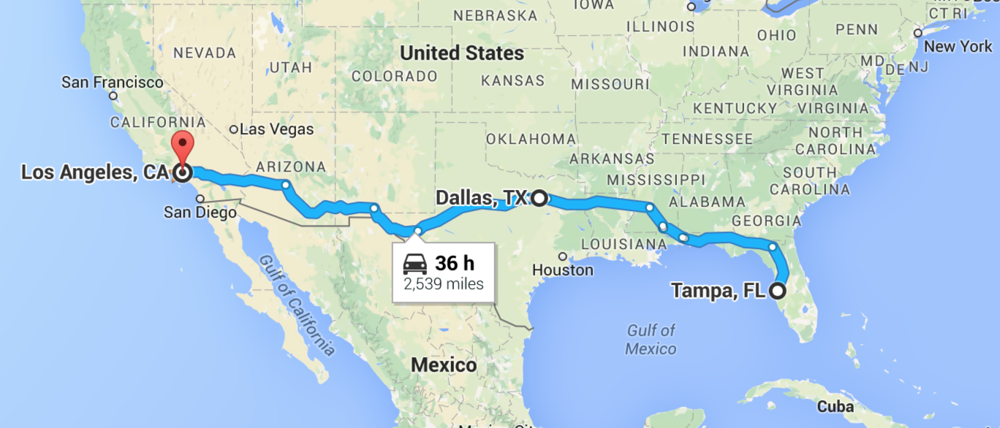 IOWA
NEBRASKA
CT RI
ILLINOIS
OHIO
PENN
New York
NEVADA
United States
INDIANA
UTAH
COLORADO
KANSAS
MISSOURI
WEST
VIRGINIA
MD
DE
NJ
San Francisco
KENTUCKY
VIRGINIA
CALIFORNIA
Las Vegas
OKLAHOMA
TENNESSEE
NORTH
CAROLINA
ARKANSAS
Los Angeles, CA
ARIZONA
MISSISSIPPI
SOUTH
CAROLINA
Dallas, TX
ALABAMA
San Diego
GEORGIA
LOUISIANA
36 h
2,539 miles
Houston
Tampa, FL
Gulf of California
Gulf of
Mexico
Mexico
Cuba